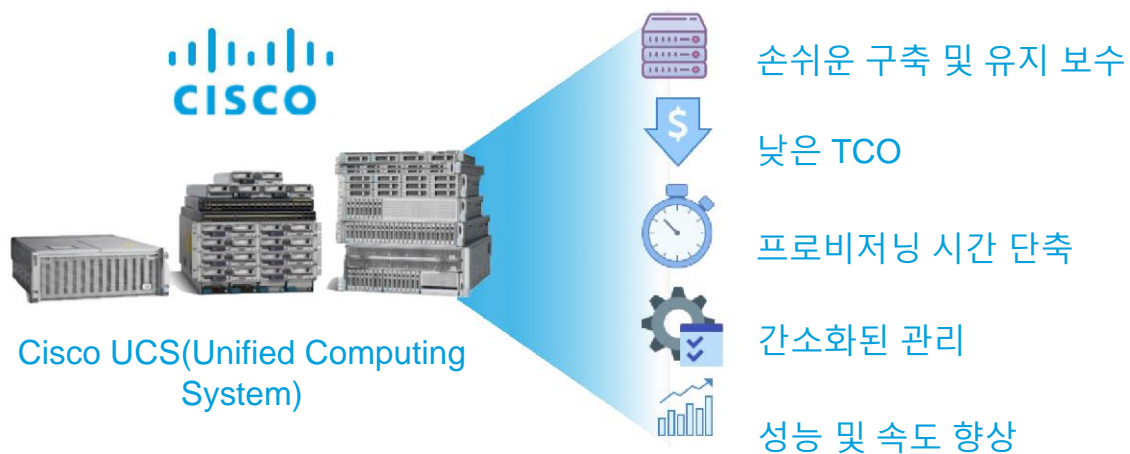 CISCO
Cisco UCS(Unified Computing
System)
손쉬운 구축 및 유지 보수
$
낮은 TCO
프로비저닝 시간 단축
간소화된 관리
성능 및 속도 향상